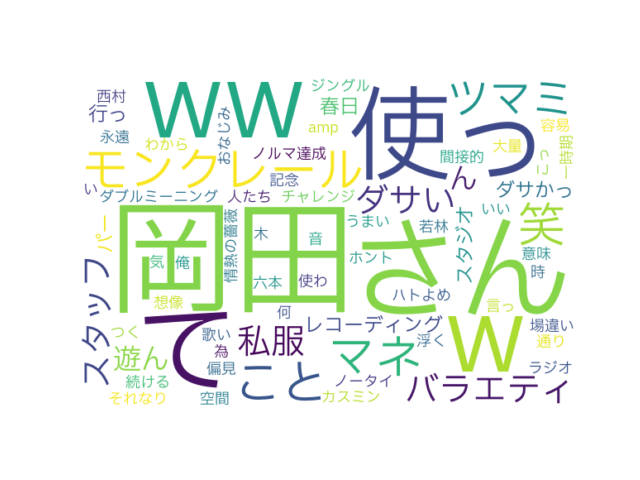 西村
行っ
永遠
WW
おなじみ
ジングル
春日
amp
使っ
ツマミ
容易
大量
こっ
一時期
わから
モンクレール
ノルマ達成
記念
間接的
ん
い
ダブルミーニング
人たち
チャレンジ
ダサい
ダサかっ
パー
岡田さん
情熱の薔薇
木
音
うまい
若林
スタジオ
いい
笑
意味
時
気
俺
六本
使わ
ホント
ハトよめ
言っ
想像
スタッフ
て
何
つく
歌い
為
私服
レコーディング
浮く
W
場違い
通り
遊ん
マネ
ラジオ
続ける
偏見
こと
ノータイ
バラエティ
それなり
空間
カスミン